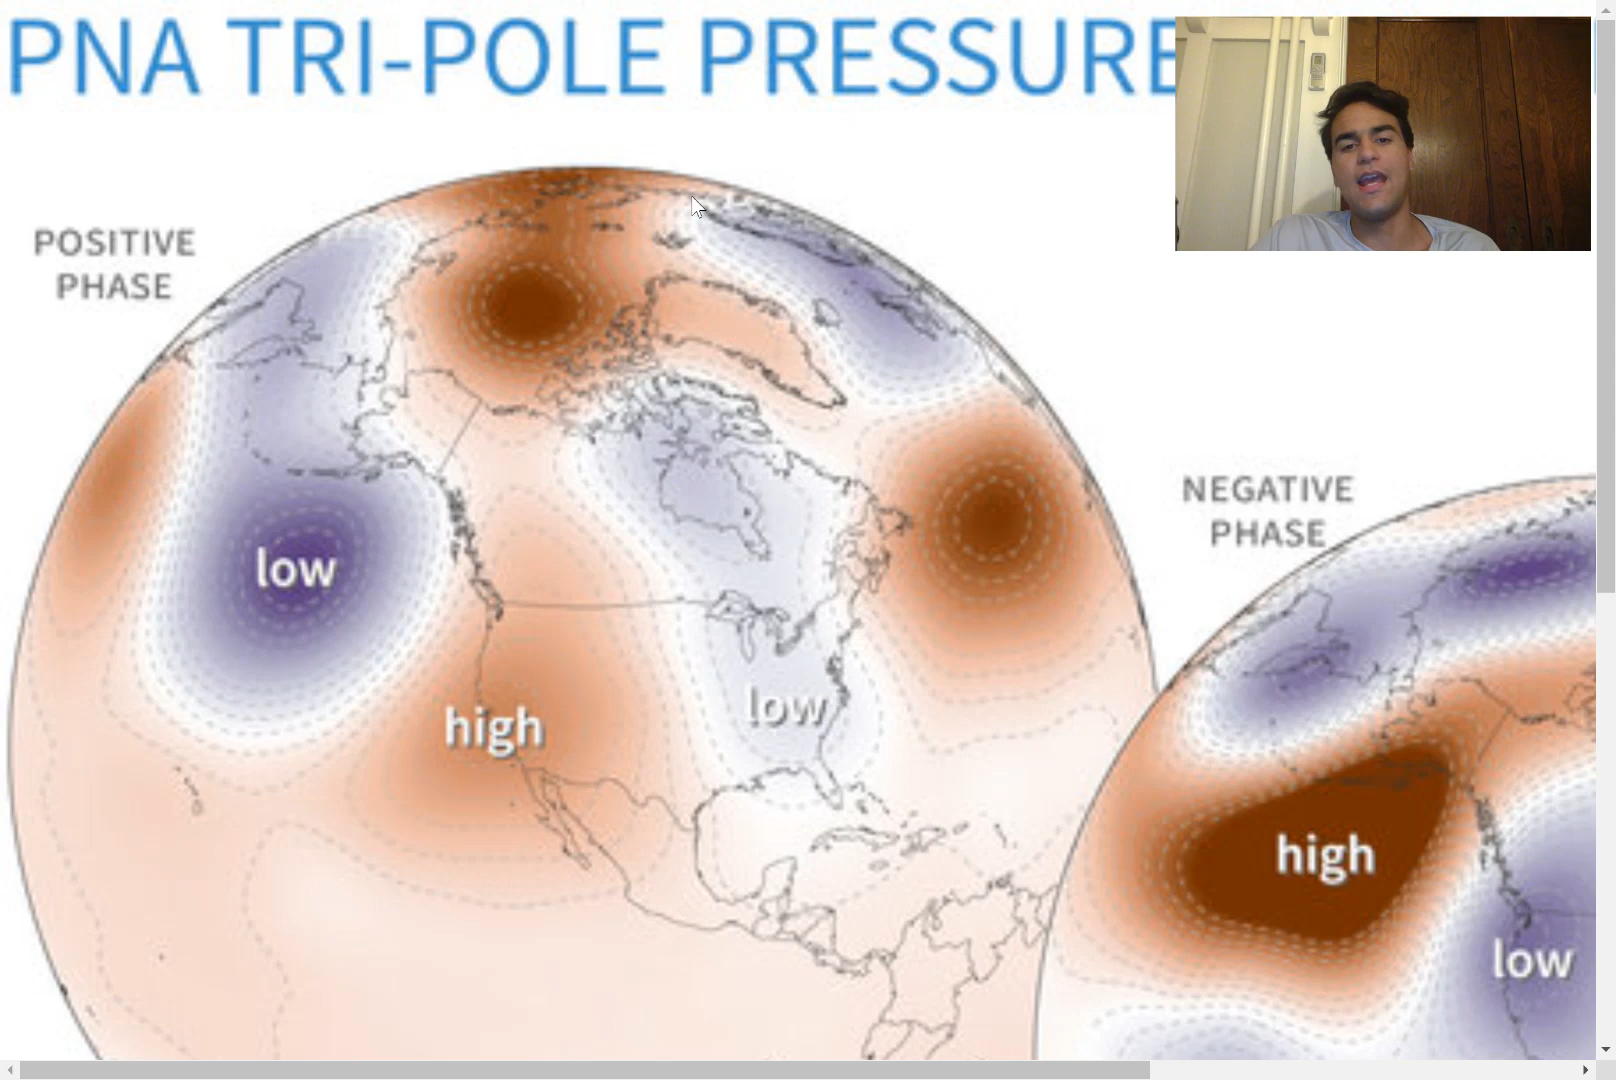 PNA TRI-POLE PRESSURE
POSITIVE
PHASE
low
high
low
NEGATIVE
PHASE
high
low